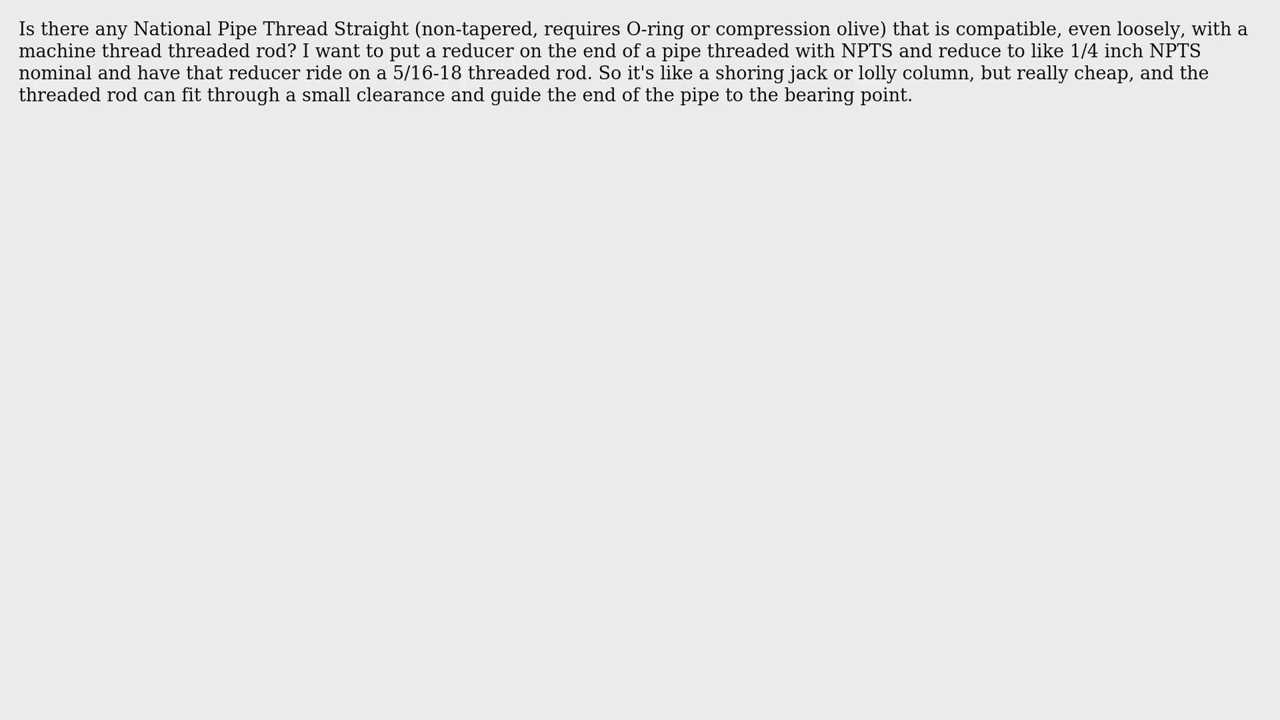 Is there any National Pipe Thread Straight (non-tapered, requires O-ring or compression olive) that is compatible, even loosely, with a
machine thread threaded rod? I want to put a reducer on the end of a pipe threaded with NPTS and reduce to like 1/4 inch NPTS
nominal and have that reducer ride on a 5/16-18 threaded rod. So it's like a shoring jack or lolly column, but really cheap, and the
threaded rod can fit through a small clearance and guide the end of the pipe to the bearing point.